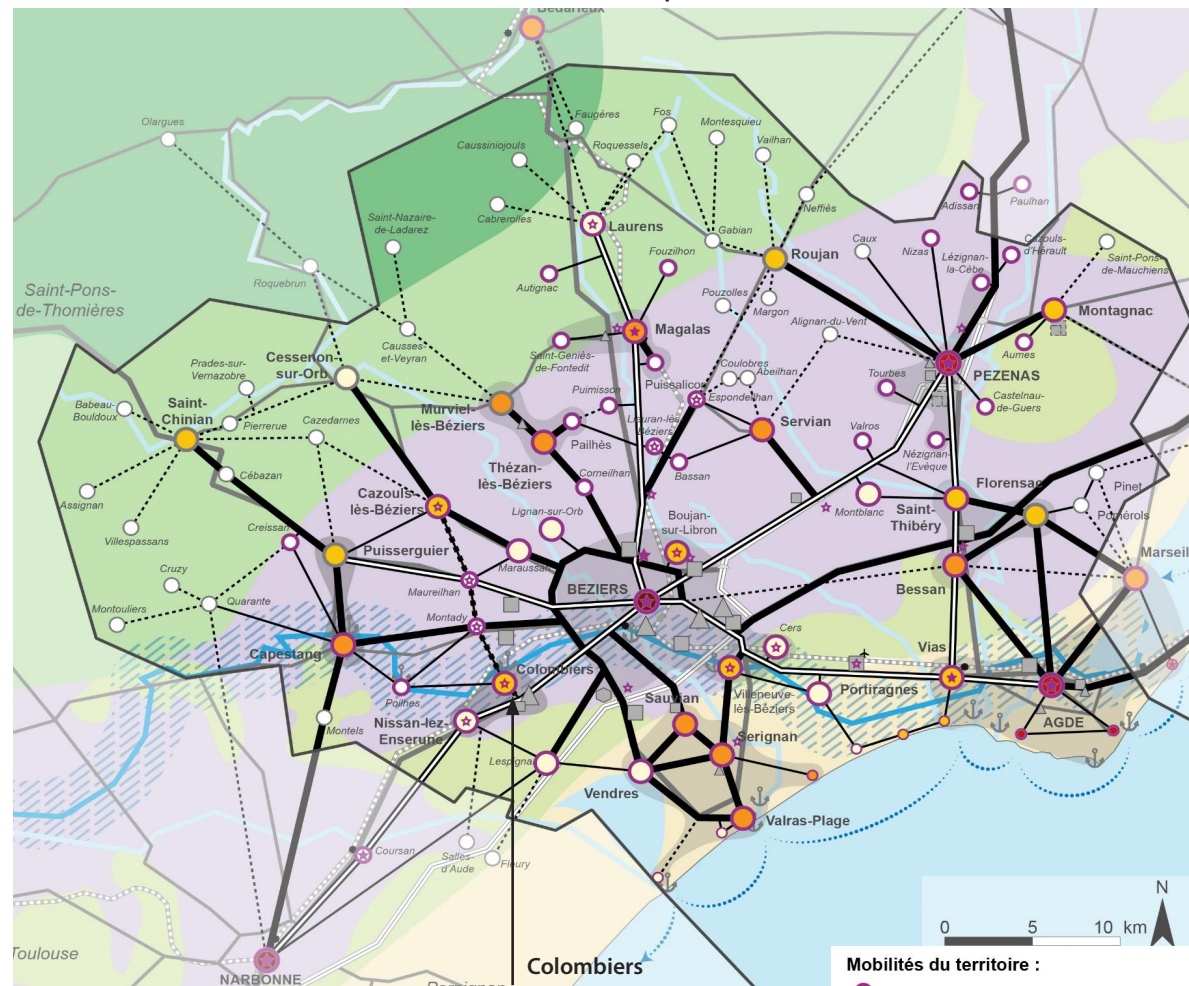 Bédarieux
Olargues
Faugères
Fos
Montesquieu
Vailhan
Caussiniojouls
Roquessels
Neffiès
Adissan
Paulhan
Cabrerolles
Saint-Nazaire-
de-Ladarez
Laurens
Gabian
Fouzilhon
Roujan
Caux
Nizas
Lézignan-
la-Cèbe
Cazouls-
d'Hérault
Saint-Pons-
de-Mauchiens
Roquebrun
Autignac
Pouzolles
Margon
Saint-Pons-
de-Thomières
Causses-
et-Veyran
Magalas
Alignan-du-Vent
Montagnac
Aumes
Cessenon-
sur-Orb
Saint-Geniès-
de-Fontedit
Prades-sur-
Vernazobre
Puissalicon
Coulobres
Abeilhan
Espondeilhan
Tourbes
PEZENAS
Castelnau-
de-Guers
Babeau-
Bouldoux
Saint-
Chinian
Pierrerue
Cazedarnes
Murviel-
lès-Béziers
Puimisson
Pailhès
Lieuran-lès
Béziers
Servian
Valros
Nézignan-
l'Evèque
Cébazan
Thézan-
lès-Béziers
Corneilhan
Bassan
Assignan
Villespassans
Creissan
Cazouls-
lès-Béziers
Lignan-sur-Orb
Boujan-
sur-Libron
Montblanc
Saint-
Thibéry
Florensac
Pinet
Pomérols
Puisserguier
Maraussan
Marseil
Cruzy
Quarante
Montouliers
Maureilhan
BEZIERS
Bessan
Montady
Capestang
Cers
Vias
Colombiers
Poilhes
Villeneuve-
lès-Béziers
Portiragnes
AGDE
Montels
Nissan-lez-
Enserune
Sauvian
Serignan
Lespignan
Vendres
Valras-Plage
Coursan
Salles-
d'Aude
Fleury
Toulouse
NARBONNE
Perpignan
Colombiers
N
0 5 10 km
Mobilités du territoire :